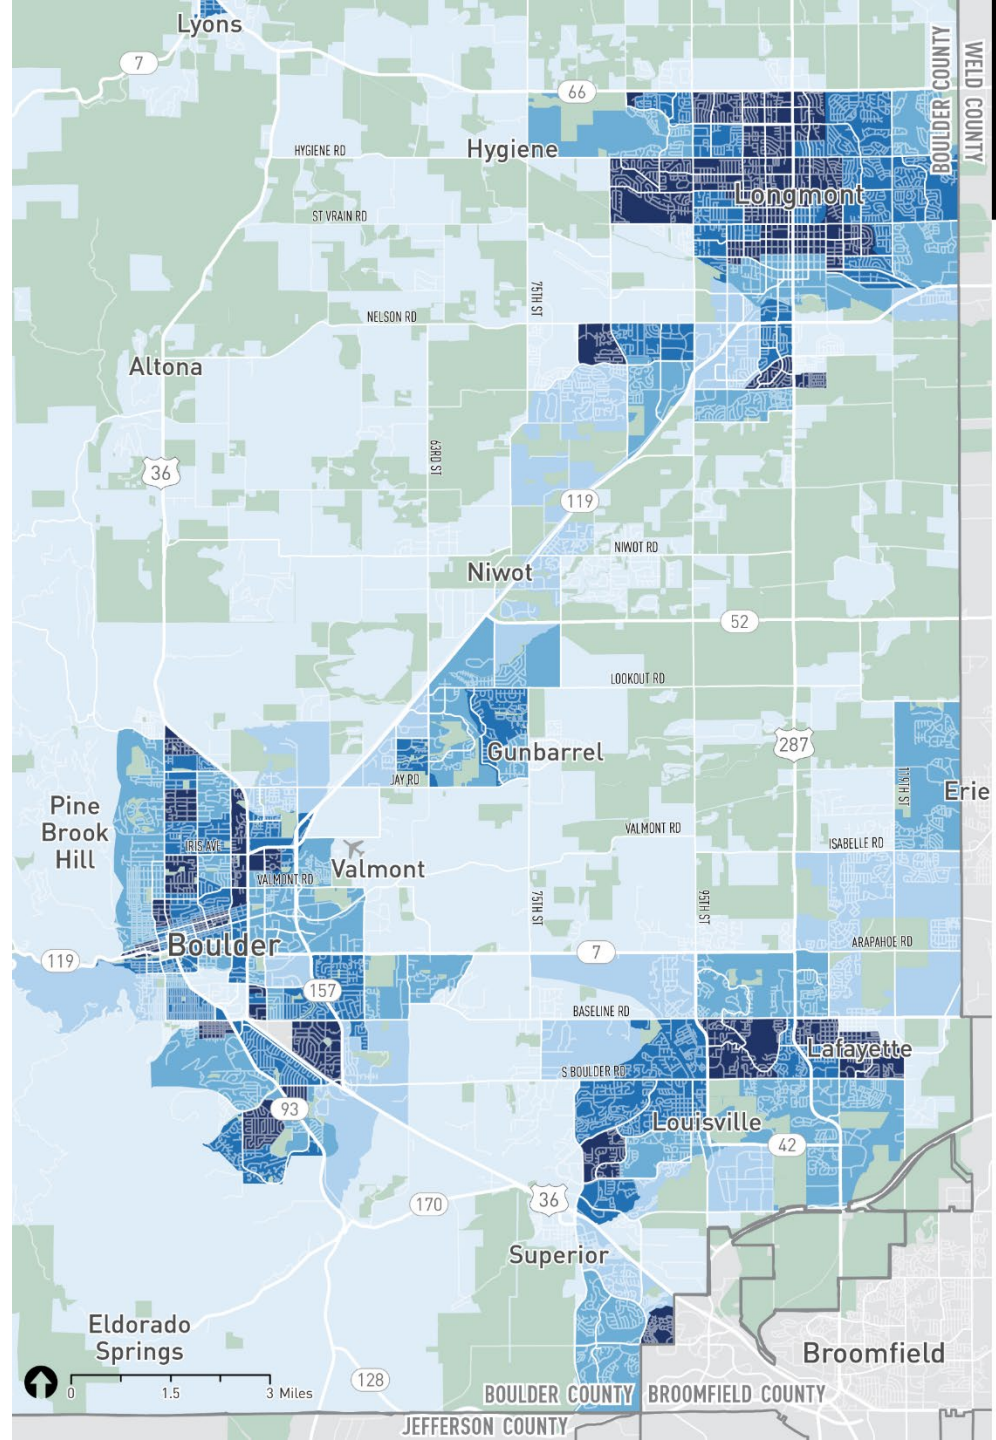 Lyons
7
66
BOULDER COUNTY
WELD COUNTY
HYGIENE RD
Hygiene
Longmont
ST VRAIN RD
75TH ST
NELSON RD
Altona
63RD ST
36
119
NIWOT RD
Niwot
52
LOOKOUT RD
Gunbarrel
287
JAY RD
119TH ST
Erie
Pine
Brook
Hill
IRIS AVE
VALMONT RD
ISABELLE RD
Valmont
VALMONT RD
75TH ST
95TH ST
Boulder
119
7
ARAPAHOE RD
157
BASELINE RD
Lafayette
S BOULDER RD
93
Louisville
42
170
36
Superior
Eldorado
Springs
Broomfield
0 1.5 3 Miles
128
BOULDER COUNTY
BROOMFIELD COUNTY
JEFFERSON COUNTY